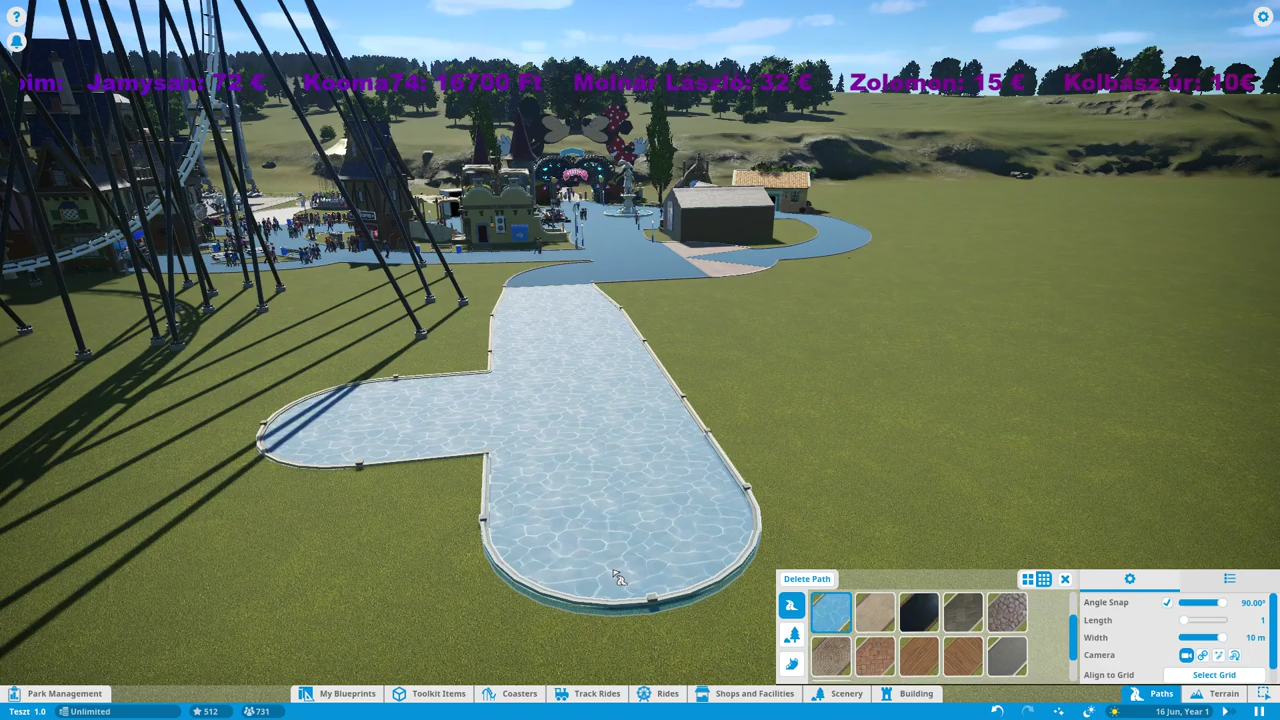 Jamysan: 72 € Kooma74: 16700 Ft Molnár László: 32 € Zolomon: 15 € Kolbász úr: 10€
Delete Path
Angle Snap 90.00°
Length 1
Width 10 m
Camera
Align to Grid Select Grid
Park Management My Blueprints Toolkit Items Coasters Track Rides Rides Shops and Facilities Scenery Building Paths Terrain
Teszt 1.0 Unlimited 512 731 16 Jun, Year 1